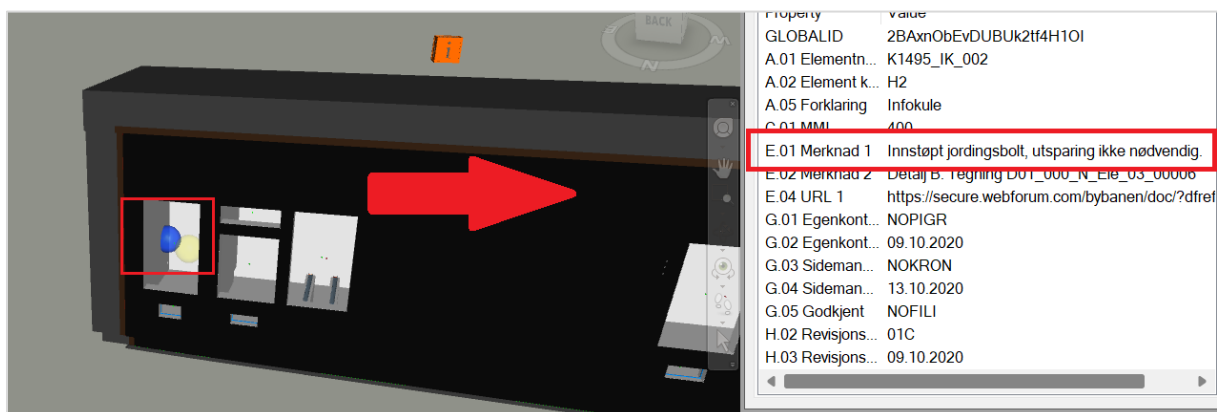 BACK
N
i
Property Value
GLOBALID 2BAxnObEvDUBUk2tf4H1OI
A.01 Elementn... K1495_IK_002
A.02 Element k... H2
A.05 Forklaring Infokule
C.01 MMI 400
E.01 Merknad 1 Innstøpt jordingsbolt, utsparing ikke nødvendig.
E.02 Merknad 2 Detalj B. Tegning D01_000_N_Ele_03_00006
E.04 URL 1 https://secure.webforum.com/bybanen/doc/?dfref
G.01 Egenkont... NOPIGR
G.02 Egenkont... 09.10.2020
G.03 Sideman... NOKRON
G.04 Sideman... 13.10.2020
G.05 Godkjent NOFILI
H.02 Revisjons... 01C
H.03 Revisjons... 09.10.2020